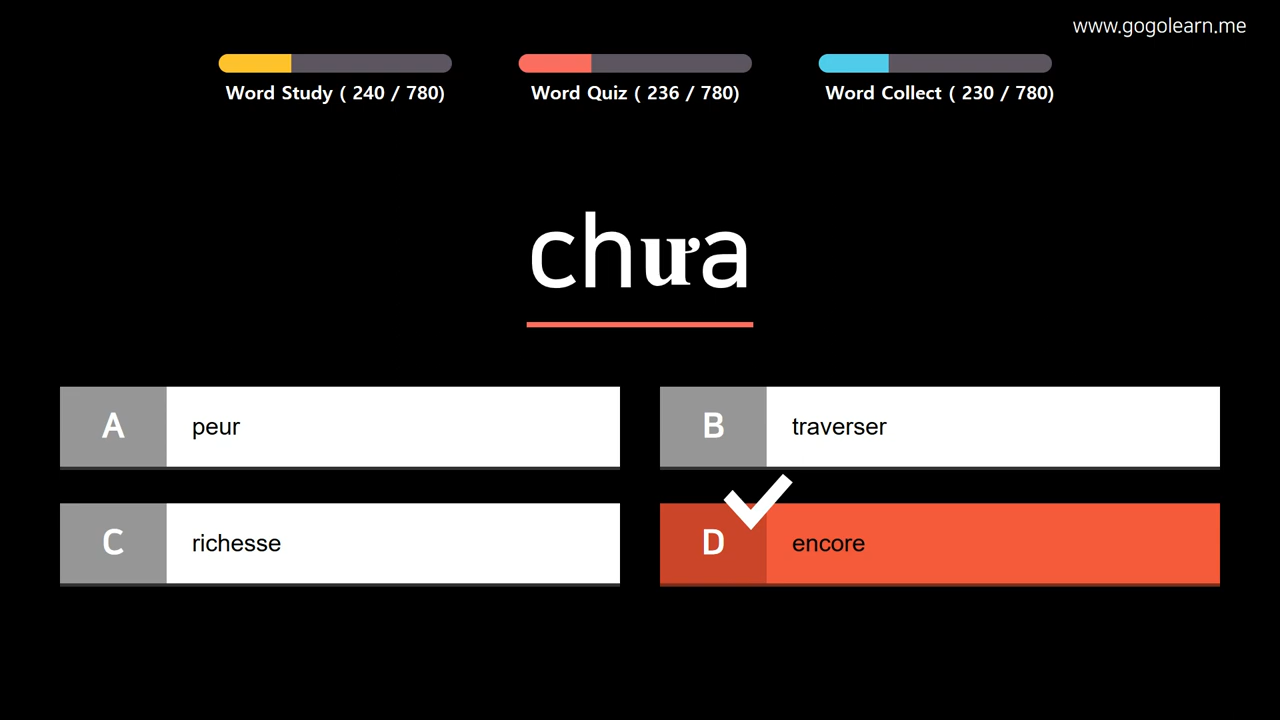 www.gogolearn.me
Word Study ( 240 / 780)
Word Quiz ( 236 / 780)
Word Collect ( 230 / 780)
chưa
A peur
B traverser
C richesse
D encore